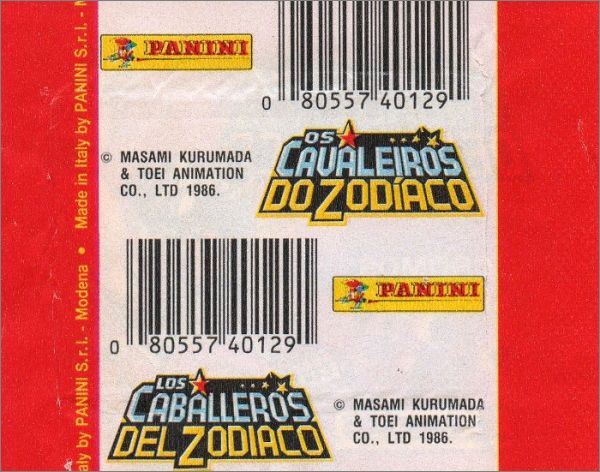 PANINI
0 80557 40129
© MASAMI KURUMADA
& TOEI ANIMATION
CO., LTD 1986.
OS
CAVALEIROS
DO ZODÍACO
Made in Italy by PANINI S.r.l. -
aly by PANINI S.r.l. - Modena •
0 80557 40129
PANINI
LOS
CABALLEROS
DEL ZODIACO
© MASAMI KURUMADA
& TOEI ANIMATION
CO., LTD 1986.